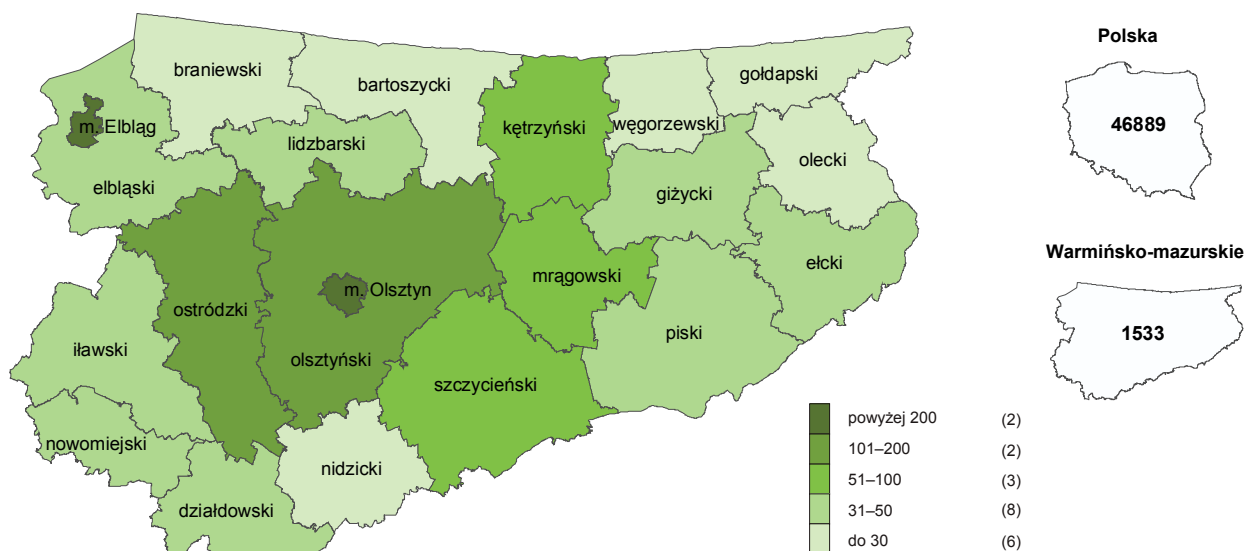 Polska
46889
Warmińsko-mazurskie
1533
braniewski
bartoszycki
gołdapski
m. Elbląg
kętrzyński
węgorzewski
lidzbarski
olecki
elbląski
giżycki
ełcki
mrągowski
m. Olsztyn
ostródzki
piski
iławski
olsztyński
szczycieński
nowomiejski
nidzicki
działdowski
powyżej 200 (2)
101–200 (2)
51–100 (3)
31–50 (8)
do 30 (6)